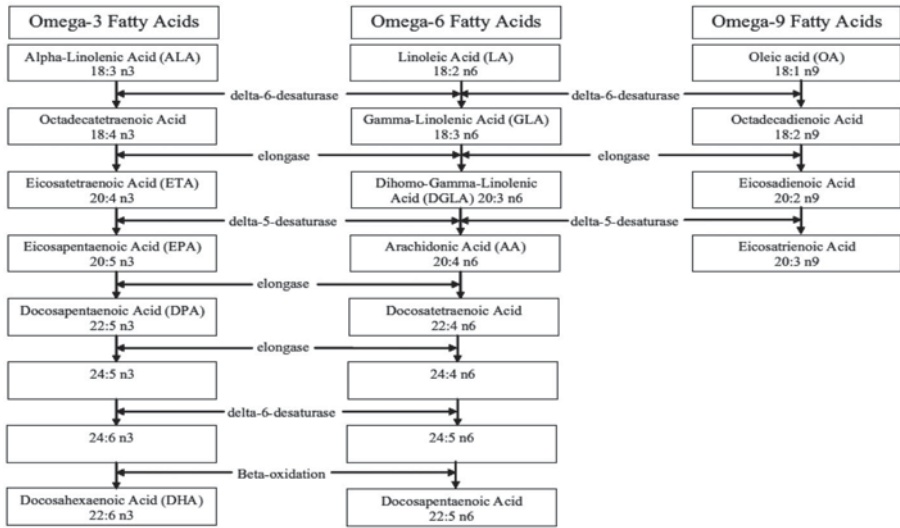 Omega-3 Fatty Acids
Omega-6 Fatty Acids
Omega-9 Fatty Acids
Alpha-Linolenic Acid (ALA)
18:3 n3
Linoleic Acid (LA)
18:2 n6
Oleic acid (OA)
18:1 n9
delta-6-desaturase
delta-6-desaturase
Octadecatetraenoic Acid
18:4 n3
Gamma-Linolenic Acid (GLA)
18:3 n6
Octadecadienoic Acid
18:2 n9
elongase
elongase
Eicosatetraenoic Acid (ETA)
20:4 n3
Dihomo-Gamma-Linolenic
Acid (DGLA) 20:3 n6
Eicosadienoic Acid
20:2 n9
delta-5-desaturase
delta-5-desaturase
Eicosapentaenoic Acid (EPA)
20:5 n3
Arachidonic Acid (AA)
20:4 n6
Eicosatrienoic Acid
20:3 n9
elongase
Docosapentaenoic Acid (DPA)
22:5 n3
Docosatetraenoic Acid
22:4 n6
elongase
24:5 n3
24:4 n6
delta-6-desaturase
24:6 n3
24:5 n6
Beta-oxidation
Docosahexaenoic Acid (DHA)
22:6 n3
Docosapentaenoic Acid
22:5 n6